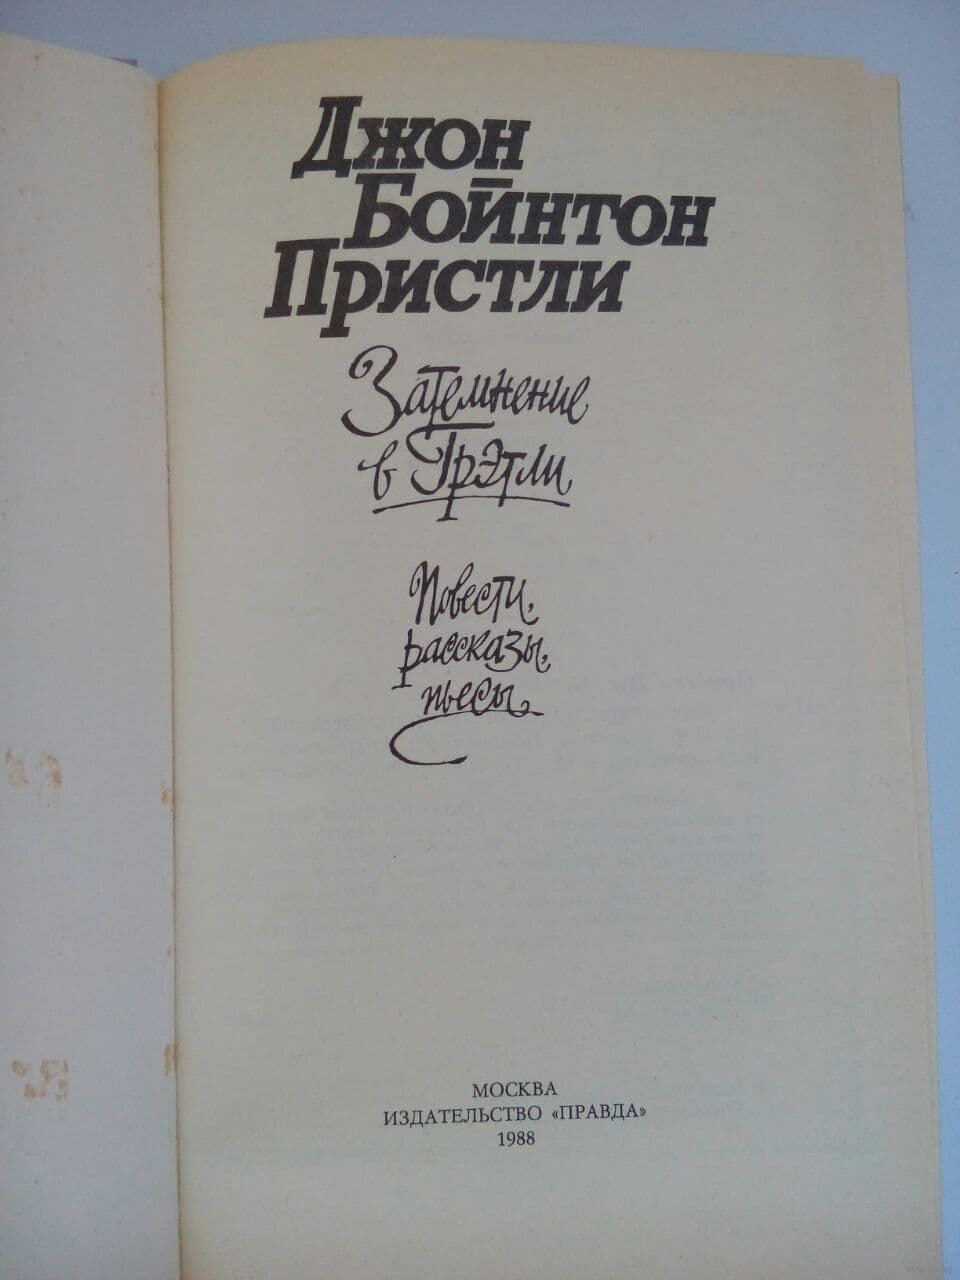 Джон
Бойнтон
Пристли
Затемнение
в Грэтли
Повести,
рассказы,
пьесы
МОСКВА
ИЗДАТЕЛЬСТВО «ПРАВДА»
1988